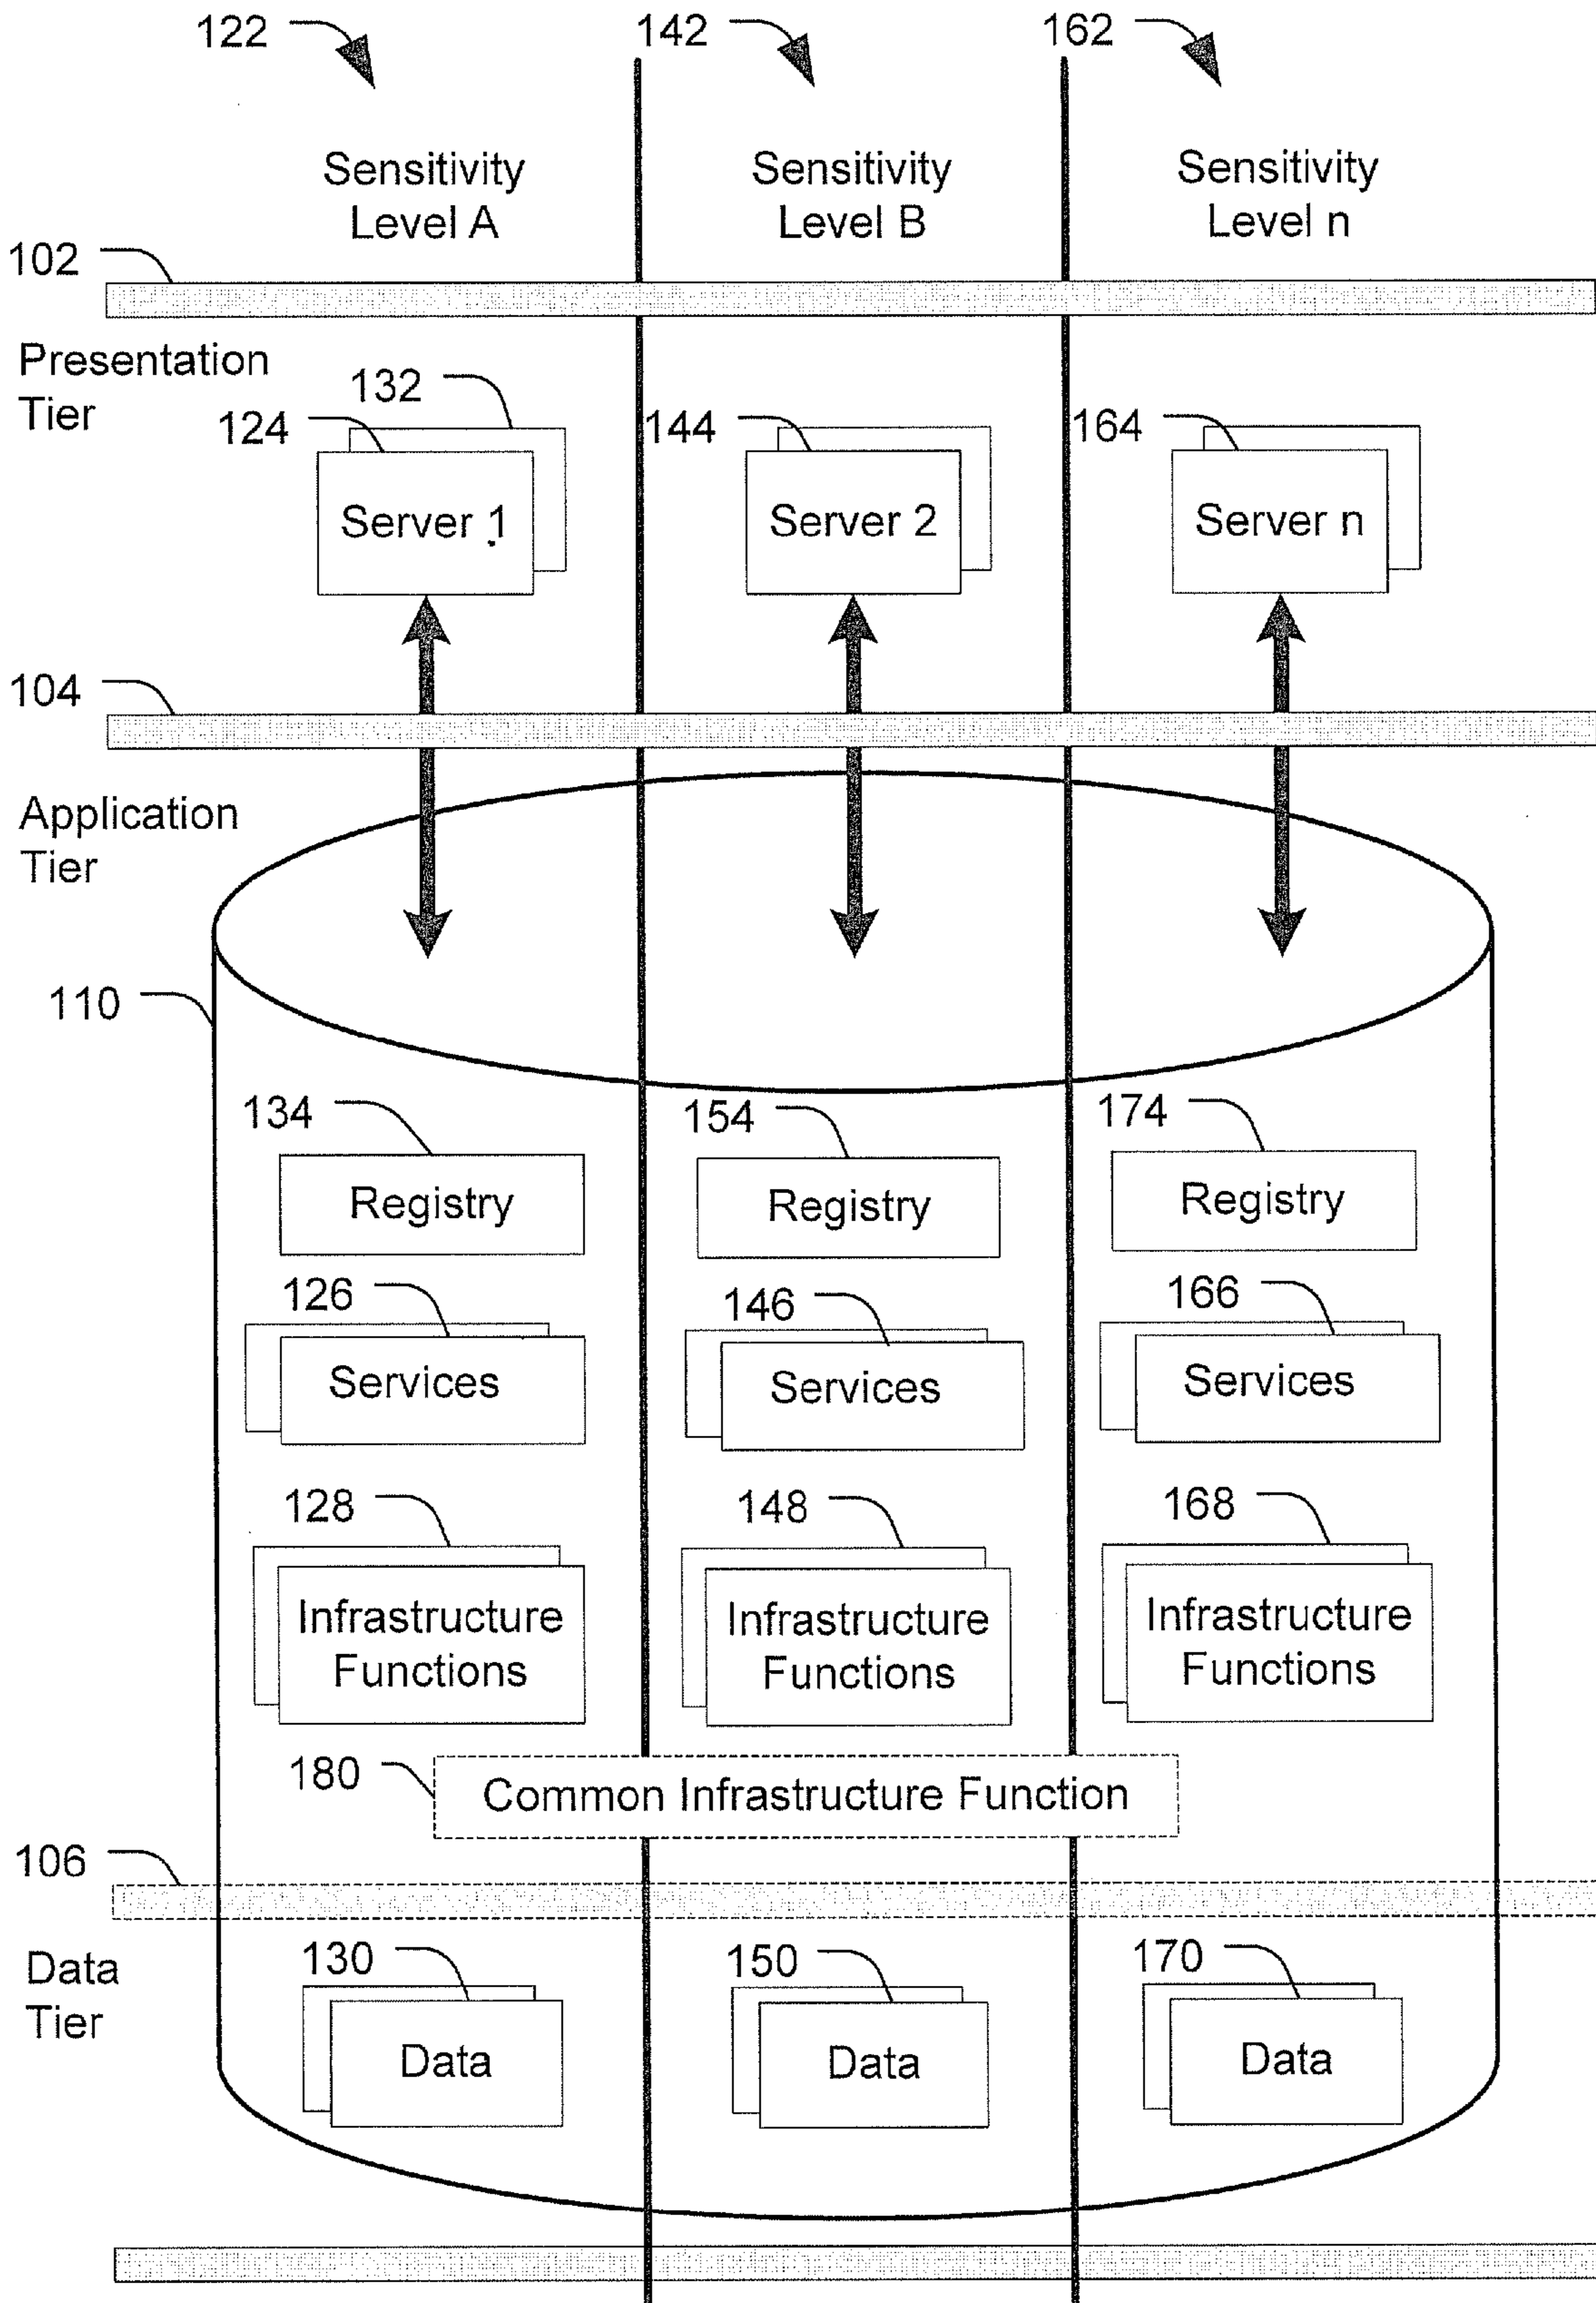 122
142
162
Sensitivity
Level A
Sensitivity
Level B
Sensitivity
Level n
102
Presentation
Tier
132
124
144
164
Server 1
Server 2
Server n
104
Application
Tier
110
134
154
174
Registry
Registry
Registry
126
146
166
Services
Services
Services
128
148
168
Infrastructure
Functions
Infrastructure
Functions
Infrastructure
Functions
180
Common Infrastructure Function
106
Data
Tier
130
150
170
Data
Data
Data